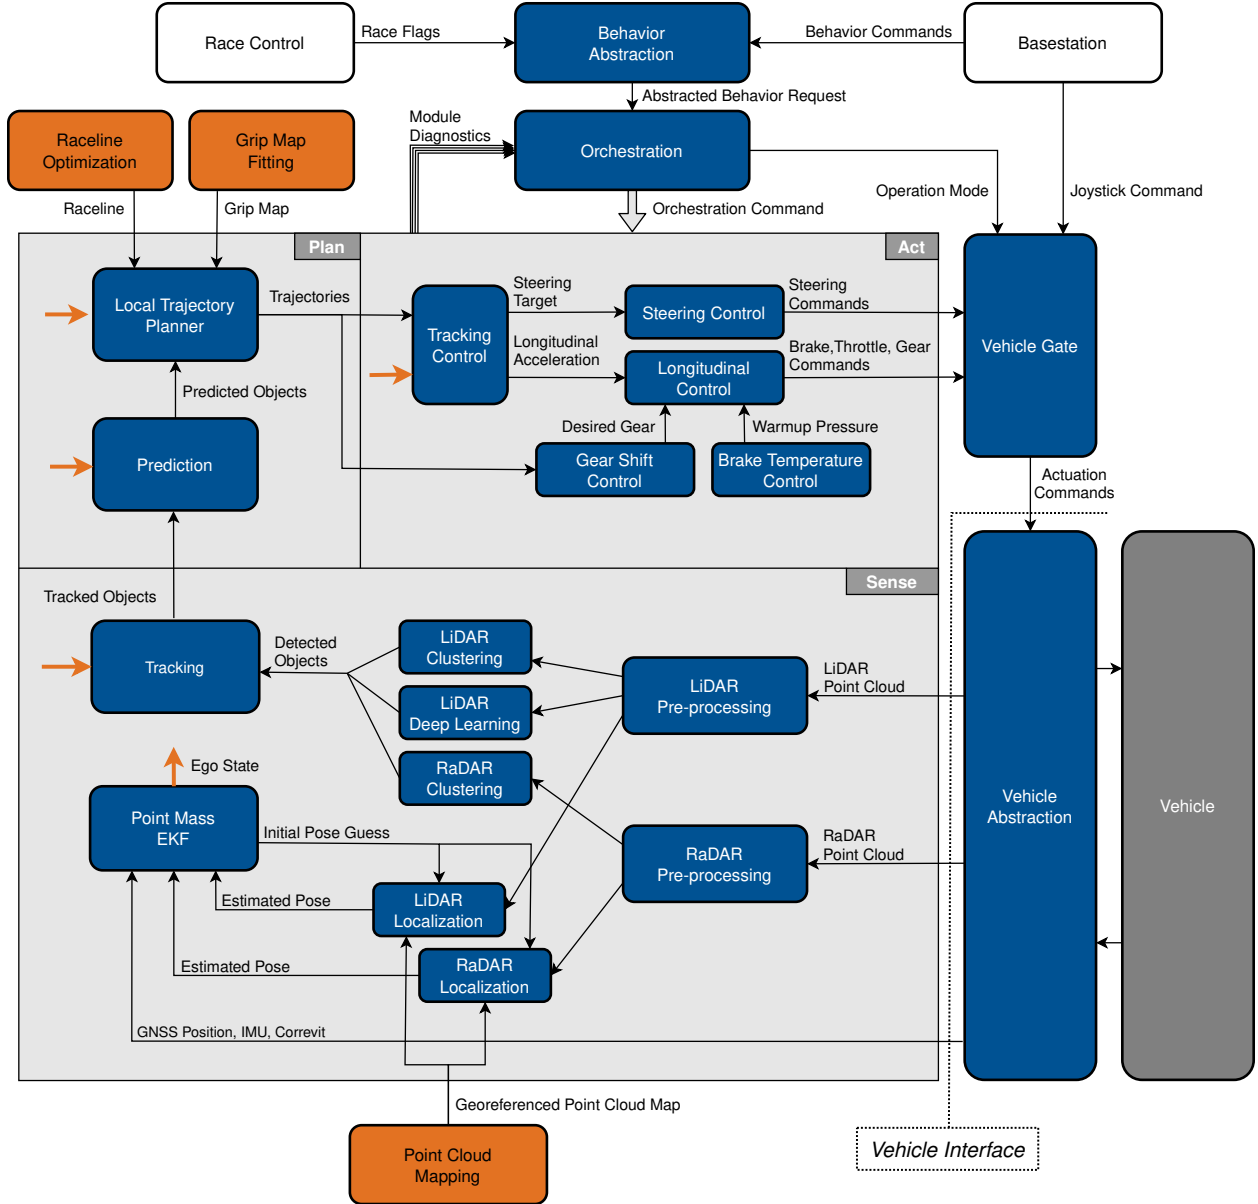 Race Control
Race Flags
Behavior
Abstraction
Behavior Commands
Basestation
Abstracted Behavior Request
Raceline
Optimization
Grip Map
Fitting
Module
Diagnostics
Orchestration
Operation Mode
Joystick Command
Raceline
Grip Map
Orchestration Command
Plan
Act
Local Trajectory
Planner
Trajectories
Tracking
Control
Steering
Target
Steering Control
Steering
Commands
Longitudinal
Acceleration
Longitudinal
Control
Brake,Throttle, Gear
Commands
Vehicle Gate
Predicted Objects
Desired Gear
Warmup Pressure
Prediction
Gear Shift
Control
Brake Temperature
Control
Actuation
Commands
Sense
Tracked Objects
Tracking
Detected
Objects
LiDAR
Clustering
LiDAR
Deep Learning
RaDAR
Clustering
LiDAR
Pre-processing
LiDAR
Point Cloud
Ego State
Point Mass
EKF
Initial Pose Guess
RaDAR
Pre-processing
RaDAR
Point Cloud
Vehicle
Abstraction
Vehicle
Estimated Pose
LiDAR
Localization
Estimated Pose
RaDAR
Localization
GNSS Position, IMU, Correvit
Georeferenced Point Cloud Map
Point Cloud
Mapping
Vehicle Interface